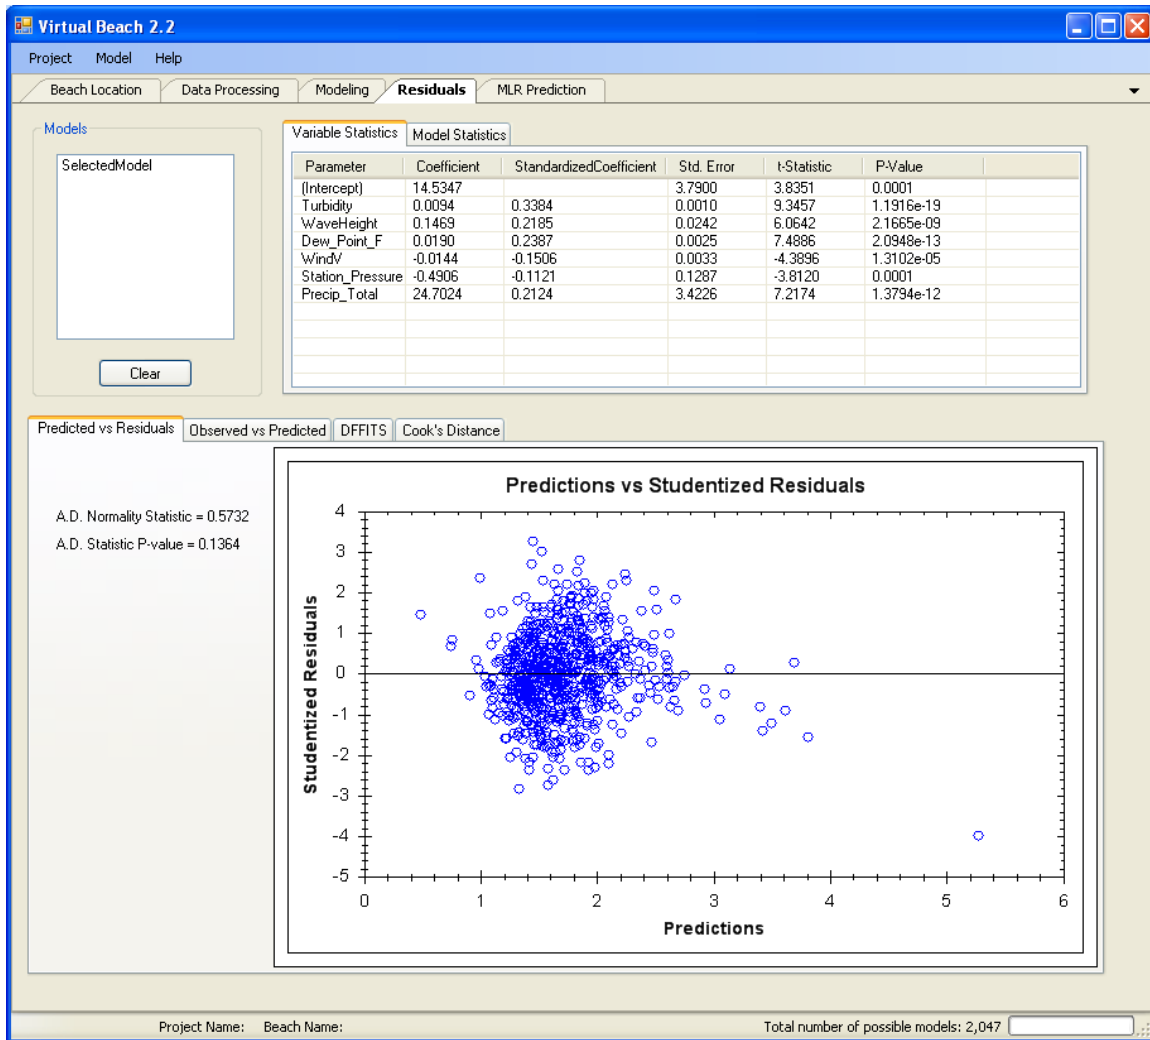 Virtual Beach 2.2
Project Model Help
Beach Location Data Processing Modeling Residuals MLR Prediction
Models
SelectedModel
Clear
Variable Statistics Model Statistics
Parameter Coefficient StandardizedCoefficient Std. Error t-Statistic P-Value
(Intercept) 14.5347 3.7900 3.8351 0.0001
Turbidity 0.0094 0.3384 0.0010 9.3457 1.1916e-19
WaveHeight 0.1469 0.2185 0.0242 6.0642 2.1665e-09
Dew_Point_F 0.0190 0.2387 0.0025 7.4886 2.0948e-13
WindV -0.0144 -0.1506 0.0033 -4.3896 1.3102e-05
Station_Pressure -0.4906 -0.1121 0.1287 -3.8120 0.0001
Precip_Total 24.7024 0.2124 3.4226 7.2174 1.3794e-12
Predicted vs Residuals Observed vs Predicted DFFITS Cook's Distance
A.D. Normality Statistic = 0.5732
A.D. Statistic P-value = 0.1364
Predictions vs Studentized Residuals
Studentized Residuals
4
3
2
1
0
-1
-2
-3
-4
-5
0 1 2 3 4 5 6
Predictions
Project Name: Beach Name: Total number of possible models: 2,047